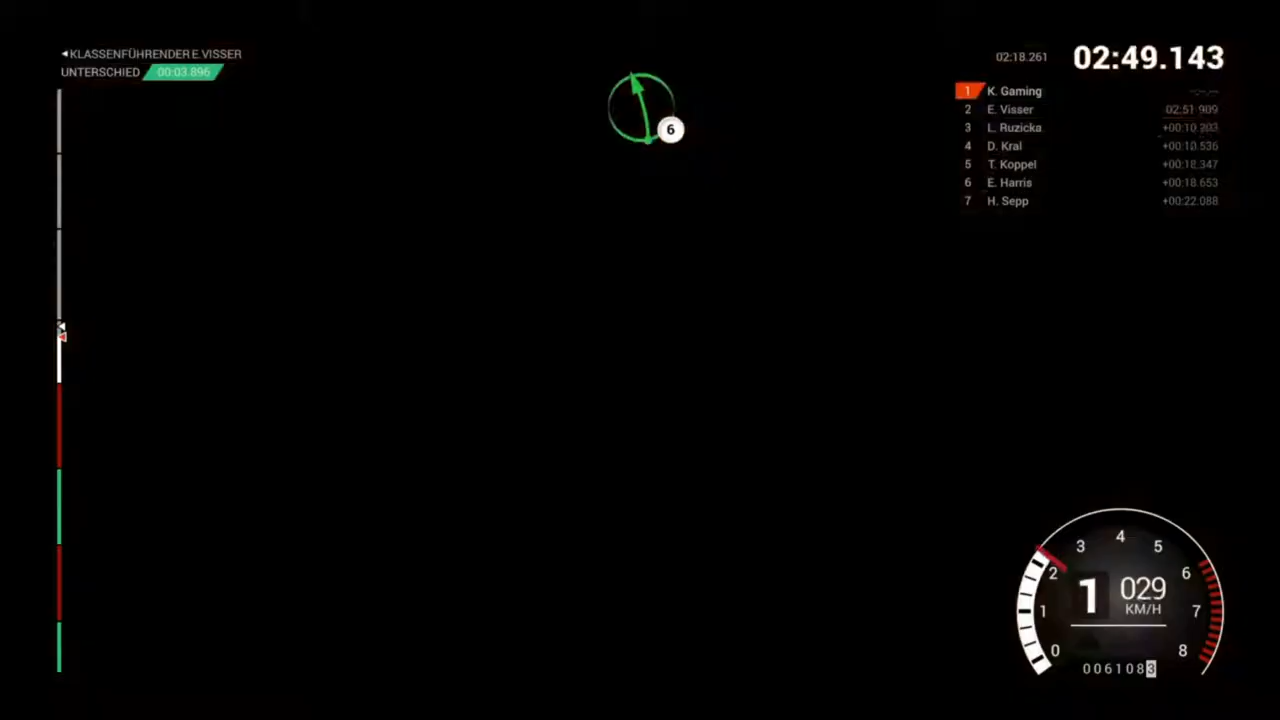 ◄KLASSENFÜHRENDER E. VISSER
UNTERSCHIED 00:03.896
6
02:18.261 02:49.143
1 K. Gaming --:--.---
2 E. Visser 02:51.909
3 L. Ruzicka +00:10.203
4 D. Kral +00:10.536
5 T. Koppel +00:18.347
6 E. Harris +00:18.653
7 H. Sepp +00:22.088
0 1 2 3 4 5 6 7 8
1 029
KM/H
0061083